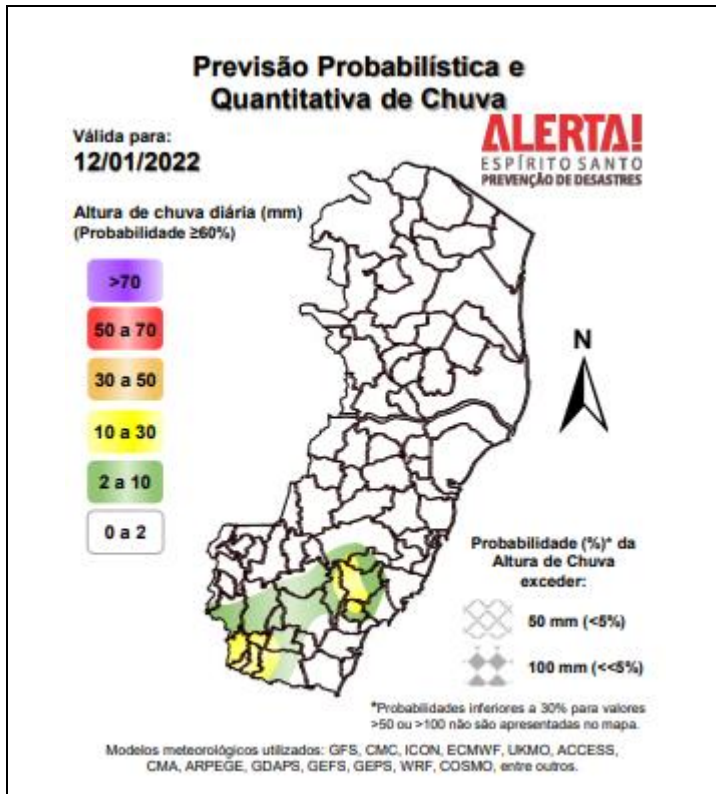 Previsão Probabilística e
Quantitativa de Chuva
Válida para:
12/01/2022
ALERTA!
ESPÍRITO SANTO
PREVENÇÃO DE DESASTRES
Altura de chuva diária (mm)
(Probabilidade ≥60%)
>70
50 a 70
30 a 50
10 a 30
2 a 10
0 a 2
N
Probabilidade (%)* da
Altura de Chuva
exceder:
50 mm (<5%)
100 mm (<<5%)
*Probabilidades inferiores a 30% para valores
>50 ou >100 não são apresentadas no mapa.
Modelos meteorológicos utilizados: GFS, CMC, ICON, ECMWF, UKMO, ACCESS,
CMA, ARPEGE, GDAPS, GEFS, GEPS, WRF, COSMO, entre outros.